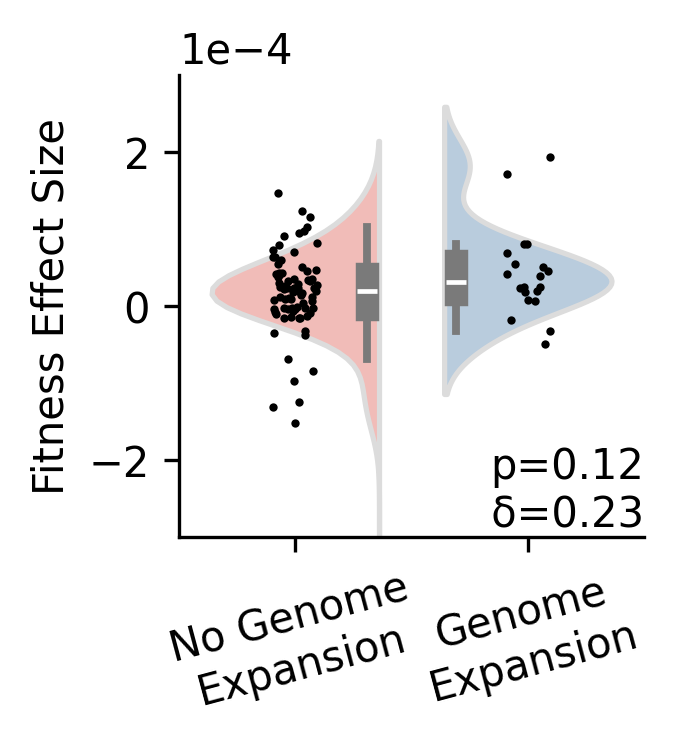 1e−4
Fitness Effect Size
2
0
−2
p=0.12
δ=0.23
No Genome
Expansion
Genome
Expansion